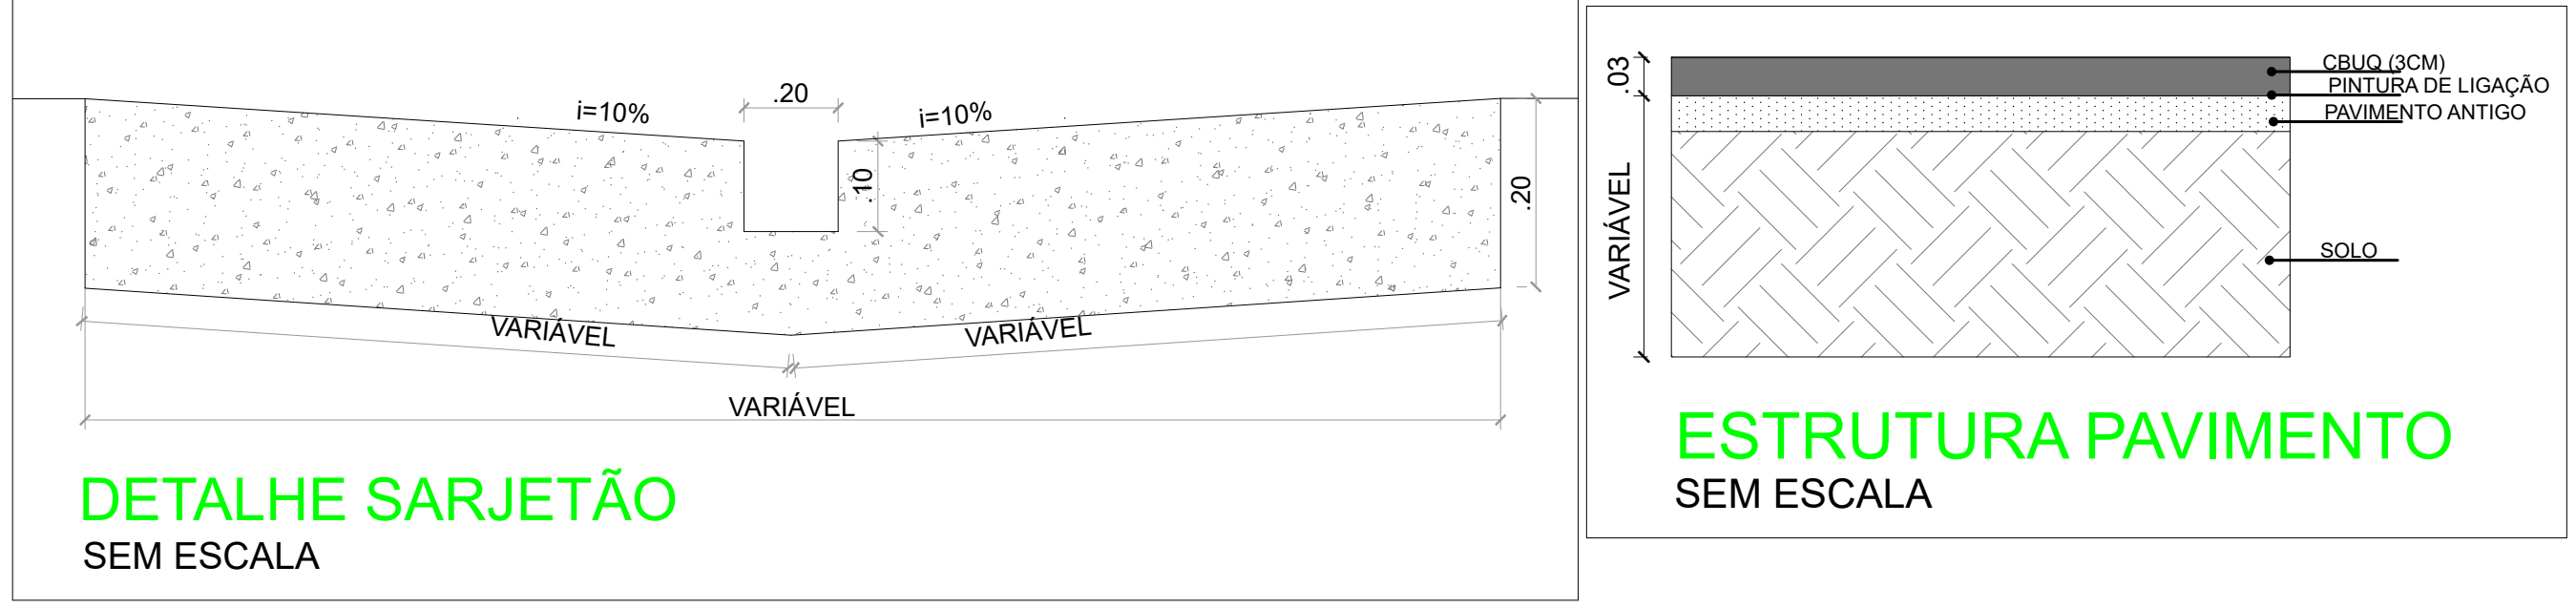 .20
i=10%
i=10%
.10
.20
VARIÁVEL
VARIÁVEL
VARIÁVEL
DETALHE SARJETÃO
SEM ESCALA
.03
VARIÁVEL
CBUQ (3CM)
PINTURA DE LIGAÇÃO
PAVIMENTO ANTIGO
SOLO
ESTRUTURA PAVIMENTO
SEM ESCALA